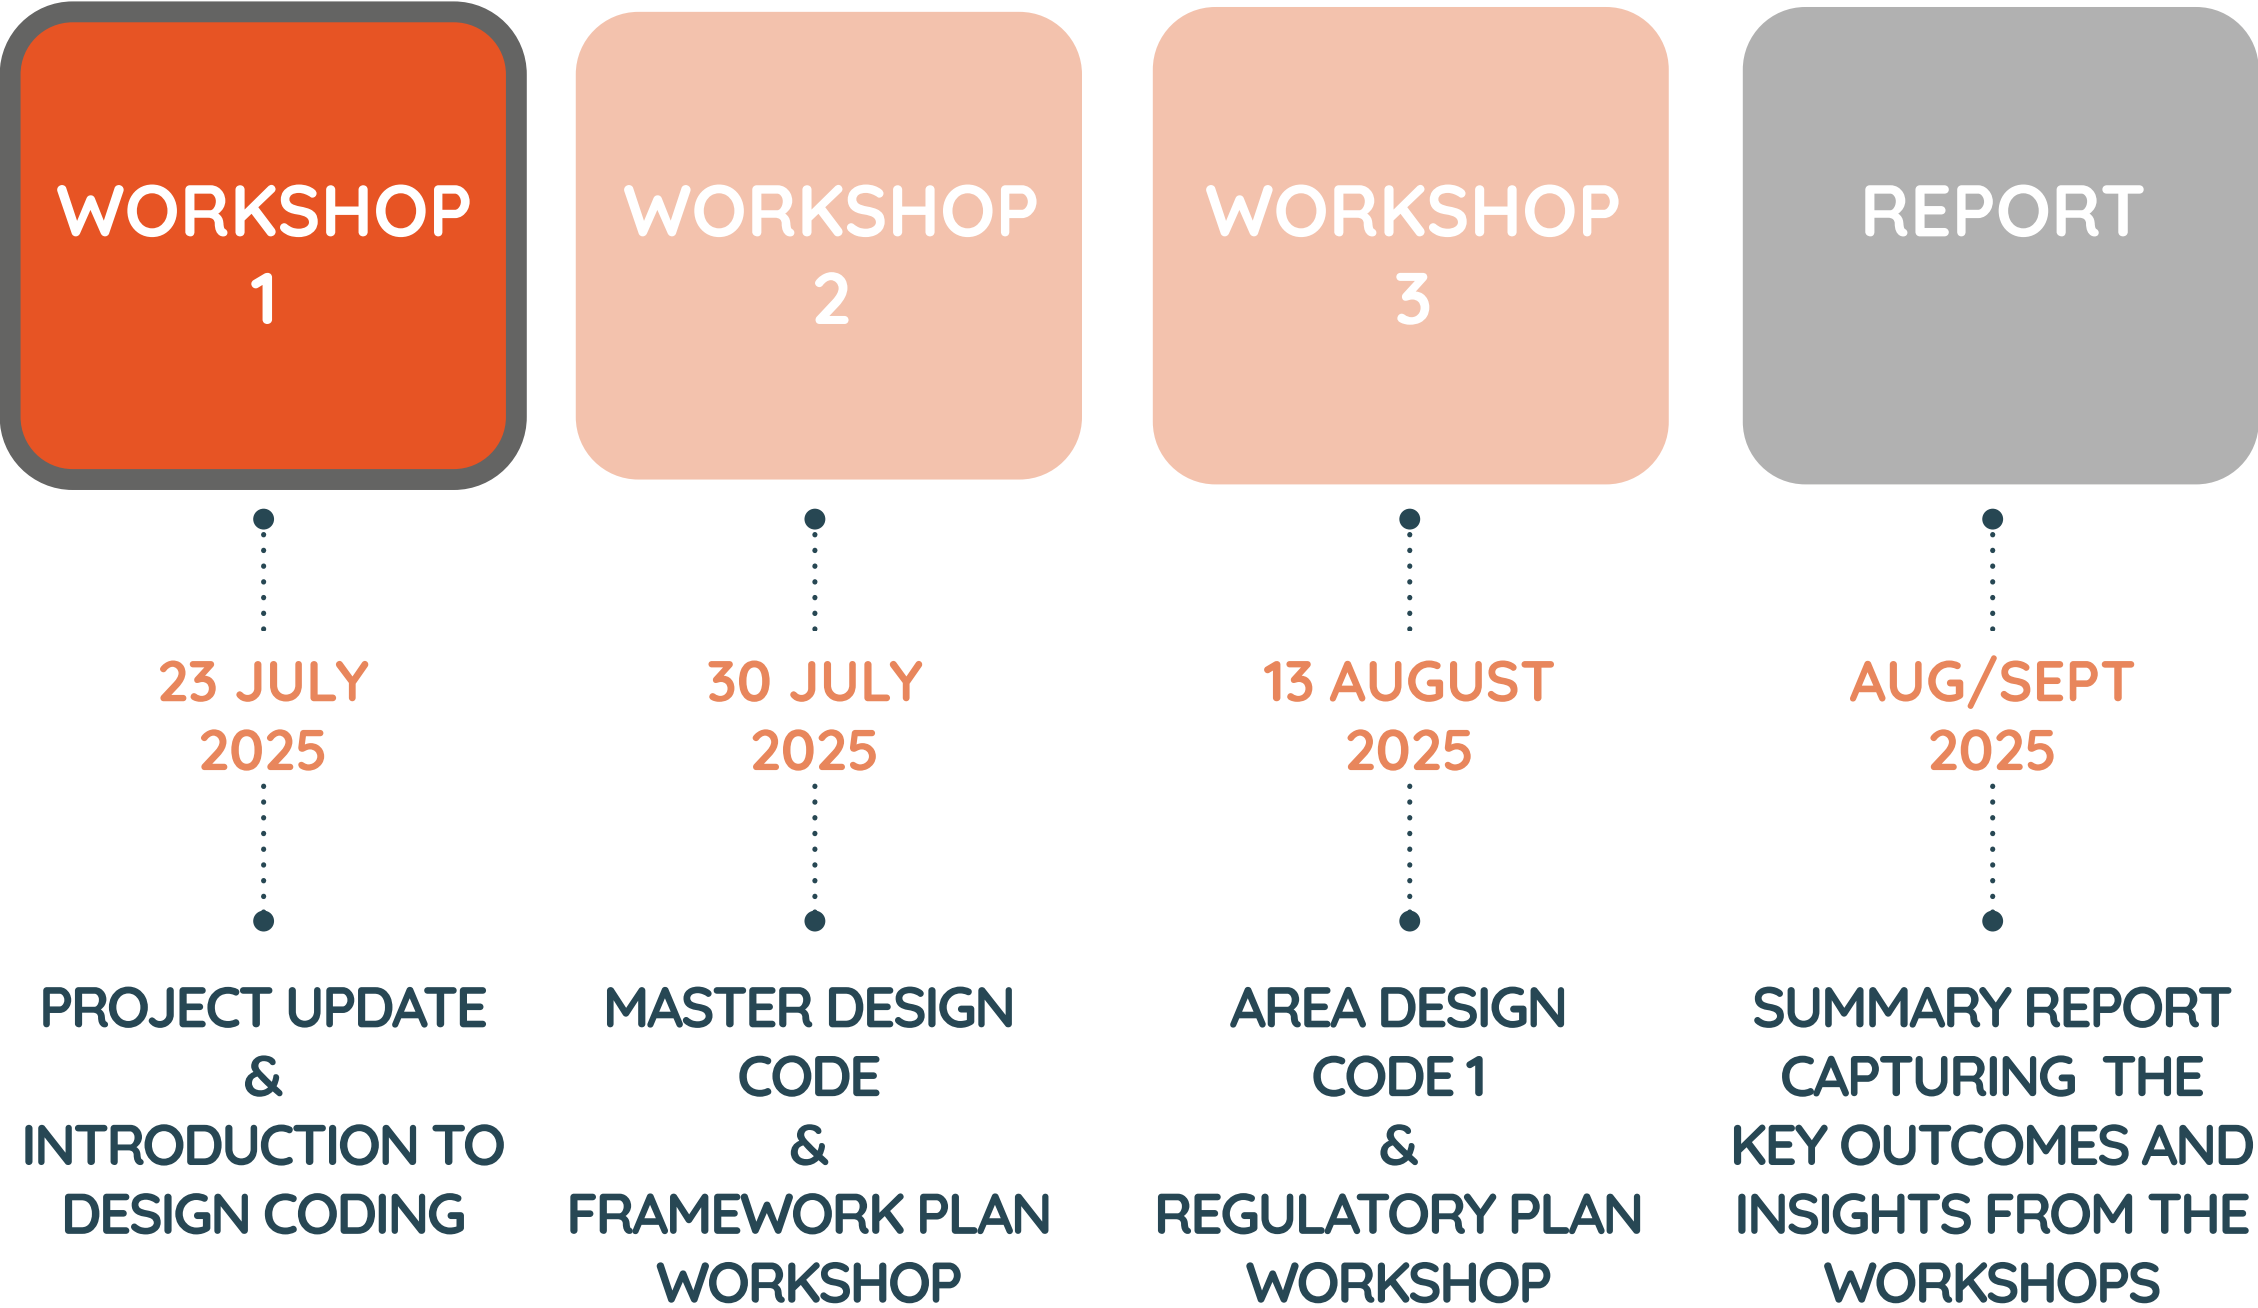 WORKSHOP
1
23 JULY
2025
PROJECT UPDATE
&
INTRODUCTION TO
DESIGN CODING
WORKSHOP
2
30 JULY
2025
MASTER DESIGN
CODE
&
FRAMEWORK PLAN
WORKSHOP
WORKSHOP
3
13 AUGUST
2025
AREA DESIGN
CODE 1
&
REGULATORY PLAN
WORKSHOP
REPORT
AUG/SEPT
2025
SUMMARY REPORT
CAPTURING THE
KEY OUTCOMES AND
INSIGHTS FROM THE
WORKSHOPS